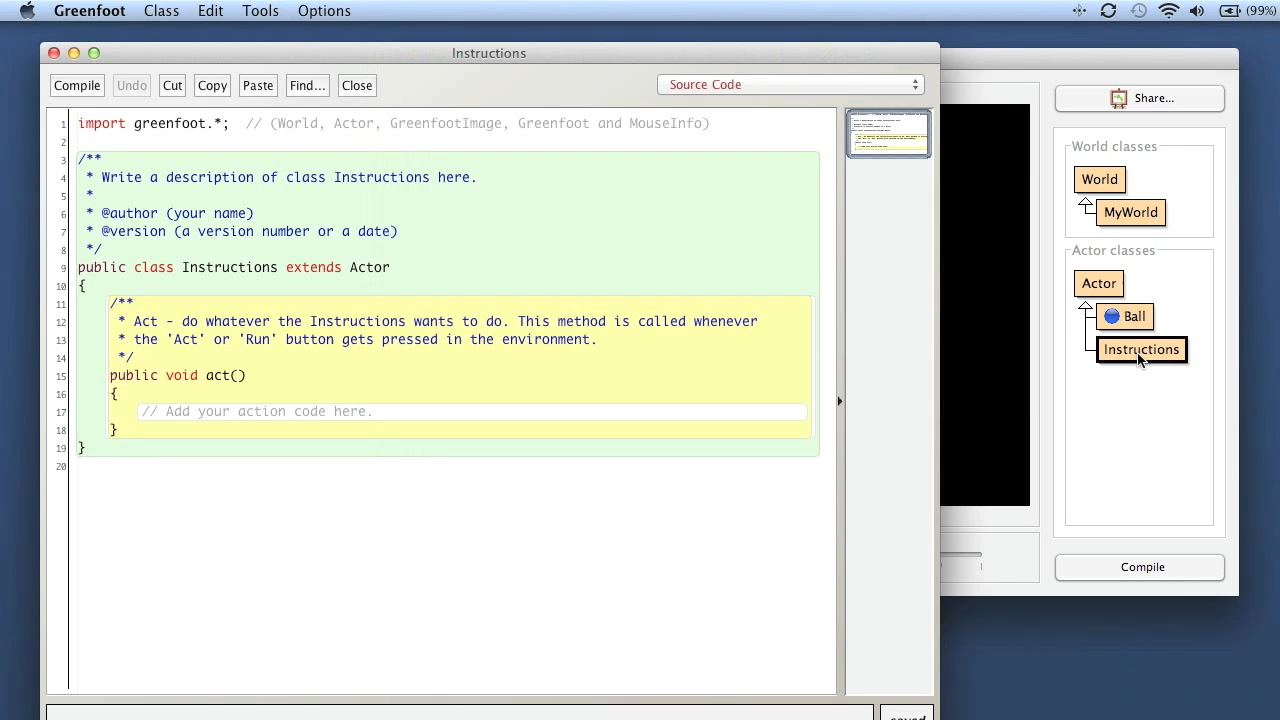 Greenfoot Class Edit Tools Options (99%)
Instructions
Compile Undo Cut Copy Paste Find... Close Source Code
1 import greenfoot.*;  // (World, Actor, GreenfootImage, Greenfoot and MouseInfo)
2
3 /**
4  * Write a description of class Instructions here.
5  *
6  * @author (your name)
7  * @version (a version number or a date)
8  */
9 public class Instructions extends Actor
10 {
11     /**
12      * Act - do whatever the Instructions wants to do. This method is called whenever
13      * the 'Act' or 'Run' button gets pressed in the environment.
14      */
15     public void act()
16     {
17         // Add your action code here.
18     }
19 }
20
saved
Share...
World classes
World
MyWorld
Actor classes
Actor
Ball
Instructions
Compile